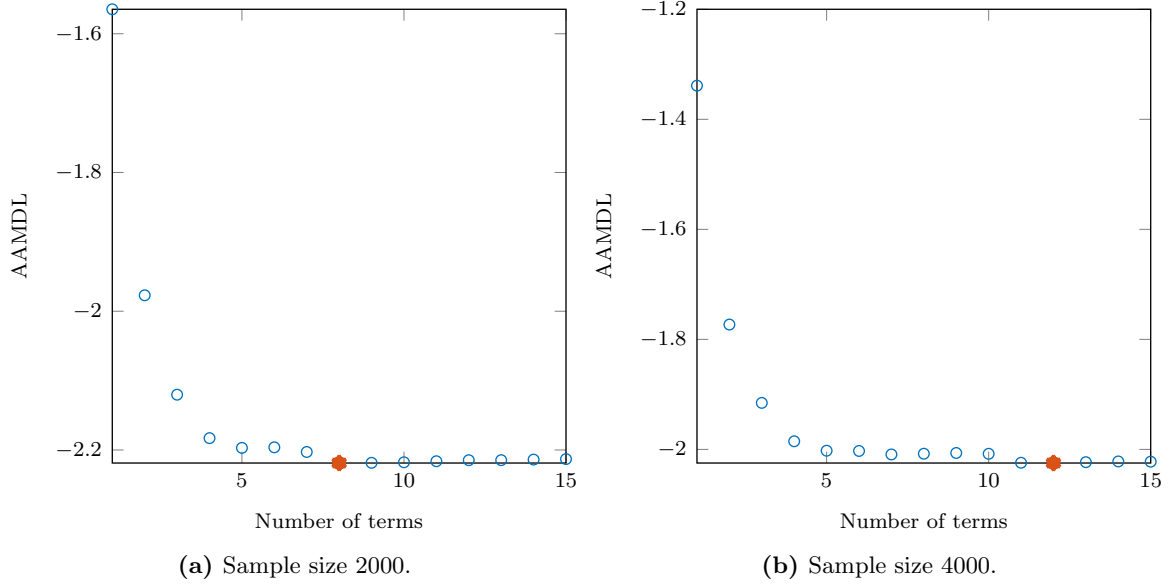 −1.6
−1.8
−2
−2.2
AAMDL
5
10
15
Number of terms
(a) Sample size 2000.
−1.2
−1.4
−1.6
−1.8
−2
AAMDL
5
10
15
Number of terms
(b) Sample size 4000.